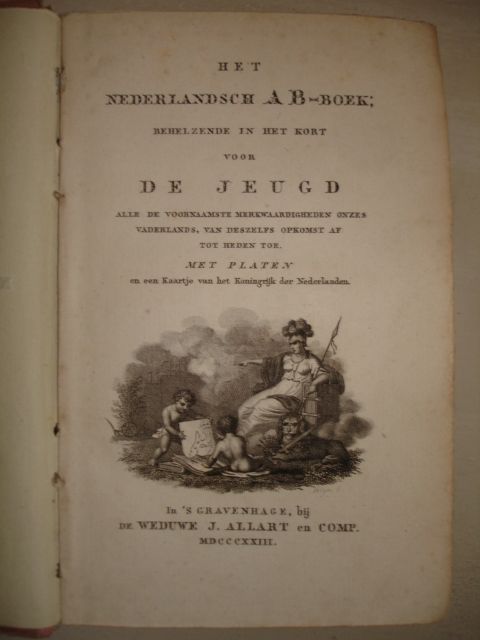 HET
NEDERLANDSCH AB-BOEK;
BEHELZENDE IN HET KORT
VOOR
DE JEUGD
ALLE DE VOORNAAMSTE MERKWAARDIGHEDEN ONZES
VADERLANDS, VAN DESZELFS OPKOMST AF
TOT HEDEN TOE.
MET PLATEN
en een Kaartje van het Koningrijk der Nederlanden.
In 'S GRAVENHAGE, bij
DE WEDUWE J. ALLART en COMP.
MDCCCXXIII.